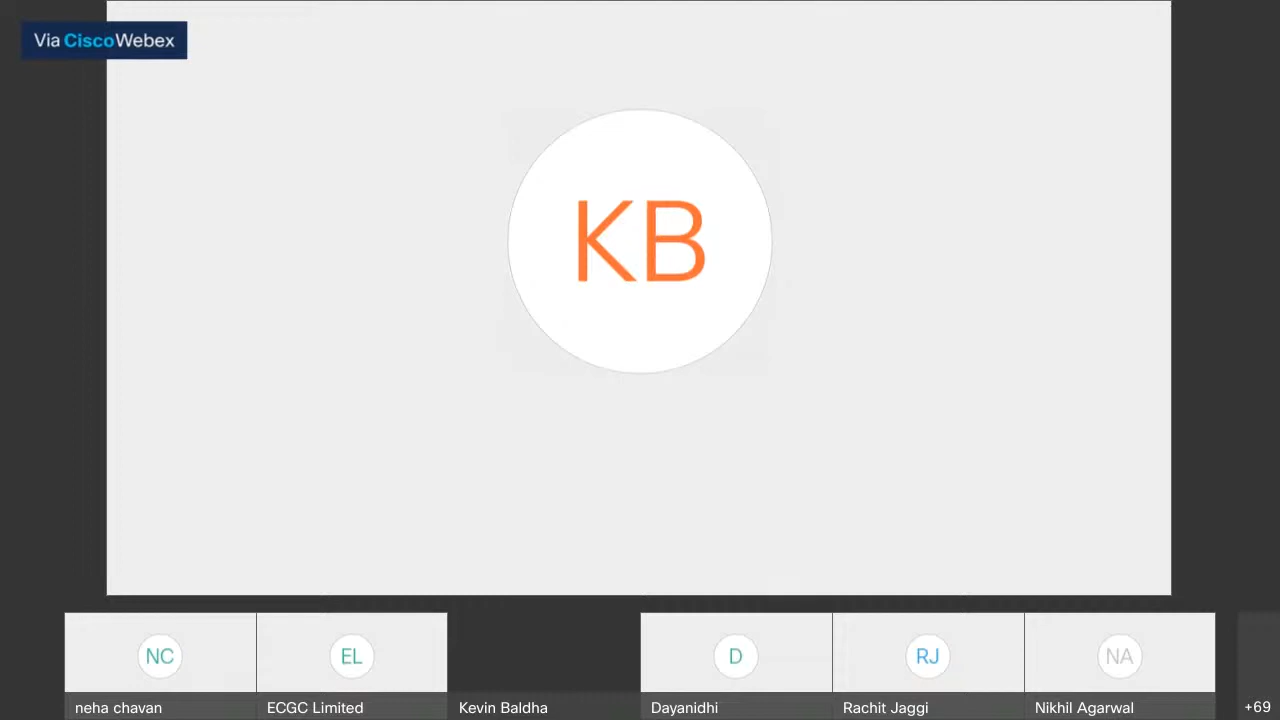 Via CiscoWebex
KB
NC
EL
D
RJ
NA
neha chavan
ECGC Limited
Kevin Baldha
Dayanidhi
Rachit Jaggi
Nikhil Agarwal
+69